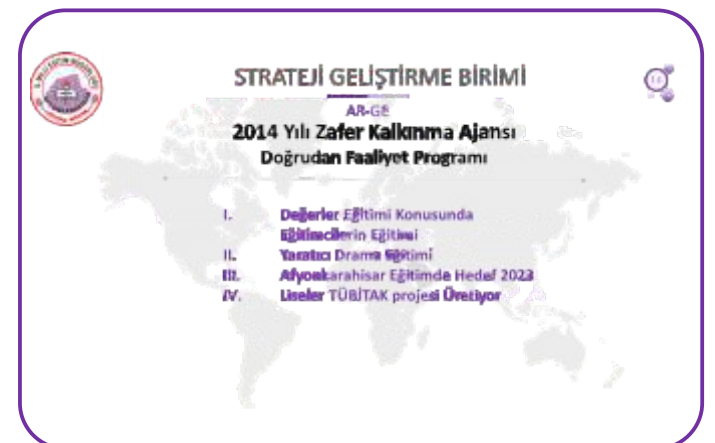 STRATEJİ GELİŞTİRME BİRİMİ
AR-GE
2014 Yılı Zafer Kalkınma Ajansı
Doğrudan Faaliyet Programı
I. Değerler Eğitimi Konusunda
Eğitimcilerin Eğitimi
II. Yaratıcı Drama Eğitimi
III. Afyonkarahisar Eğitimde Hedef 2023
IV. Liseler TÜBİTAK projesi Üretiyor